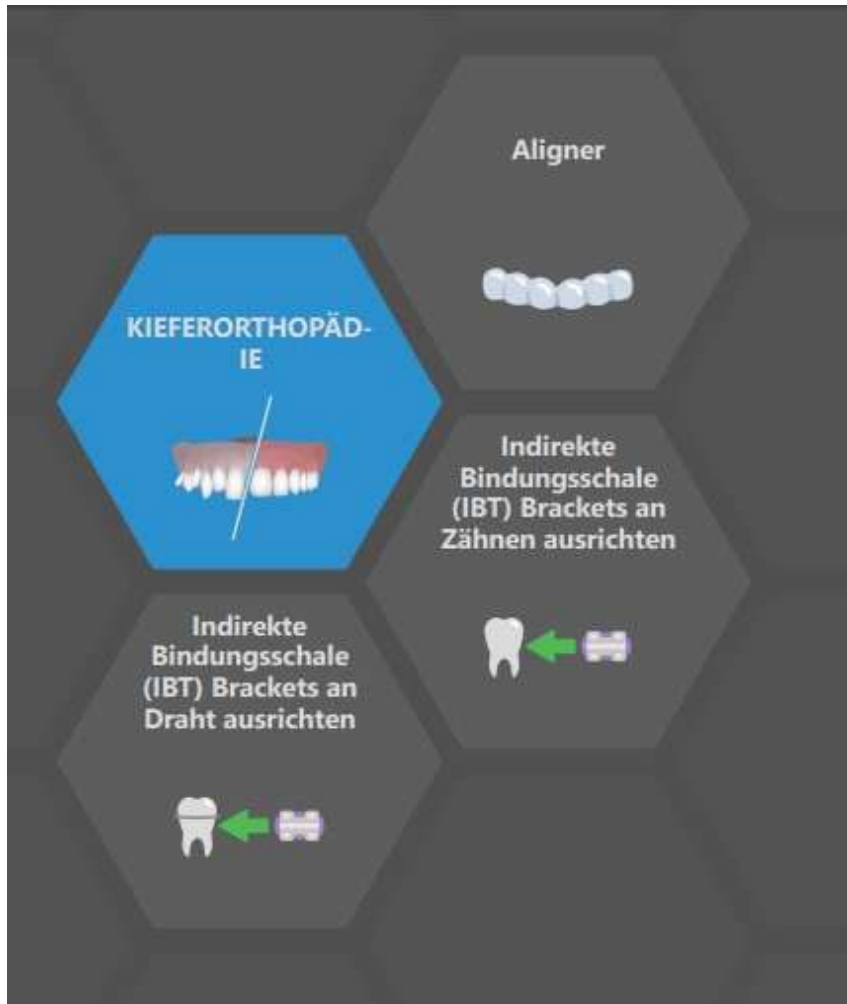 Aligner
KIEFERORTHOPÄD-
IE
Indirekte
Bindungsschale
(IBT) Brackets an
Zähnen ausrichten
Indirekte
Bindungsschale
(IBT) Brackets an
Draht ausrichten